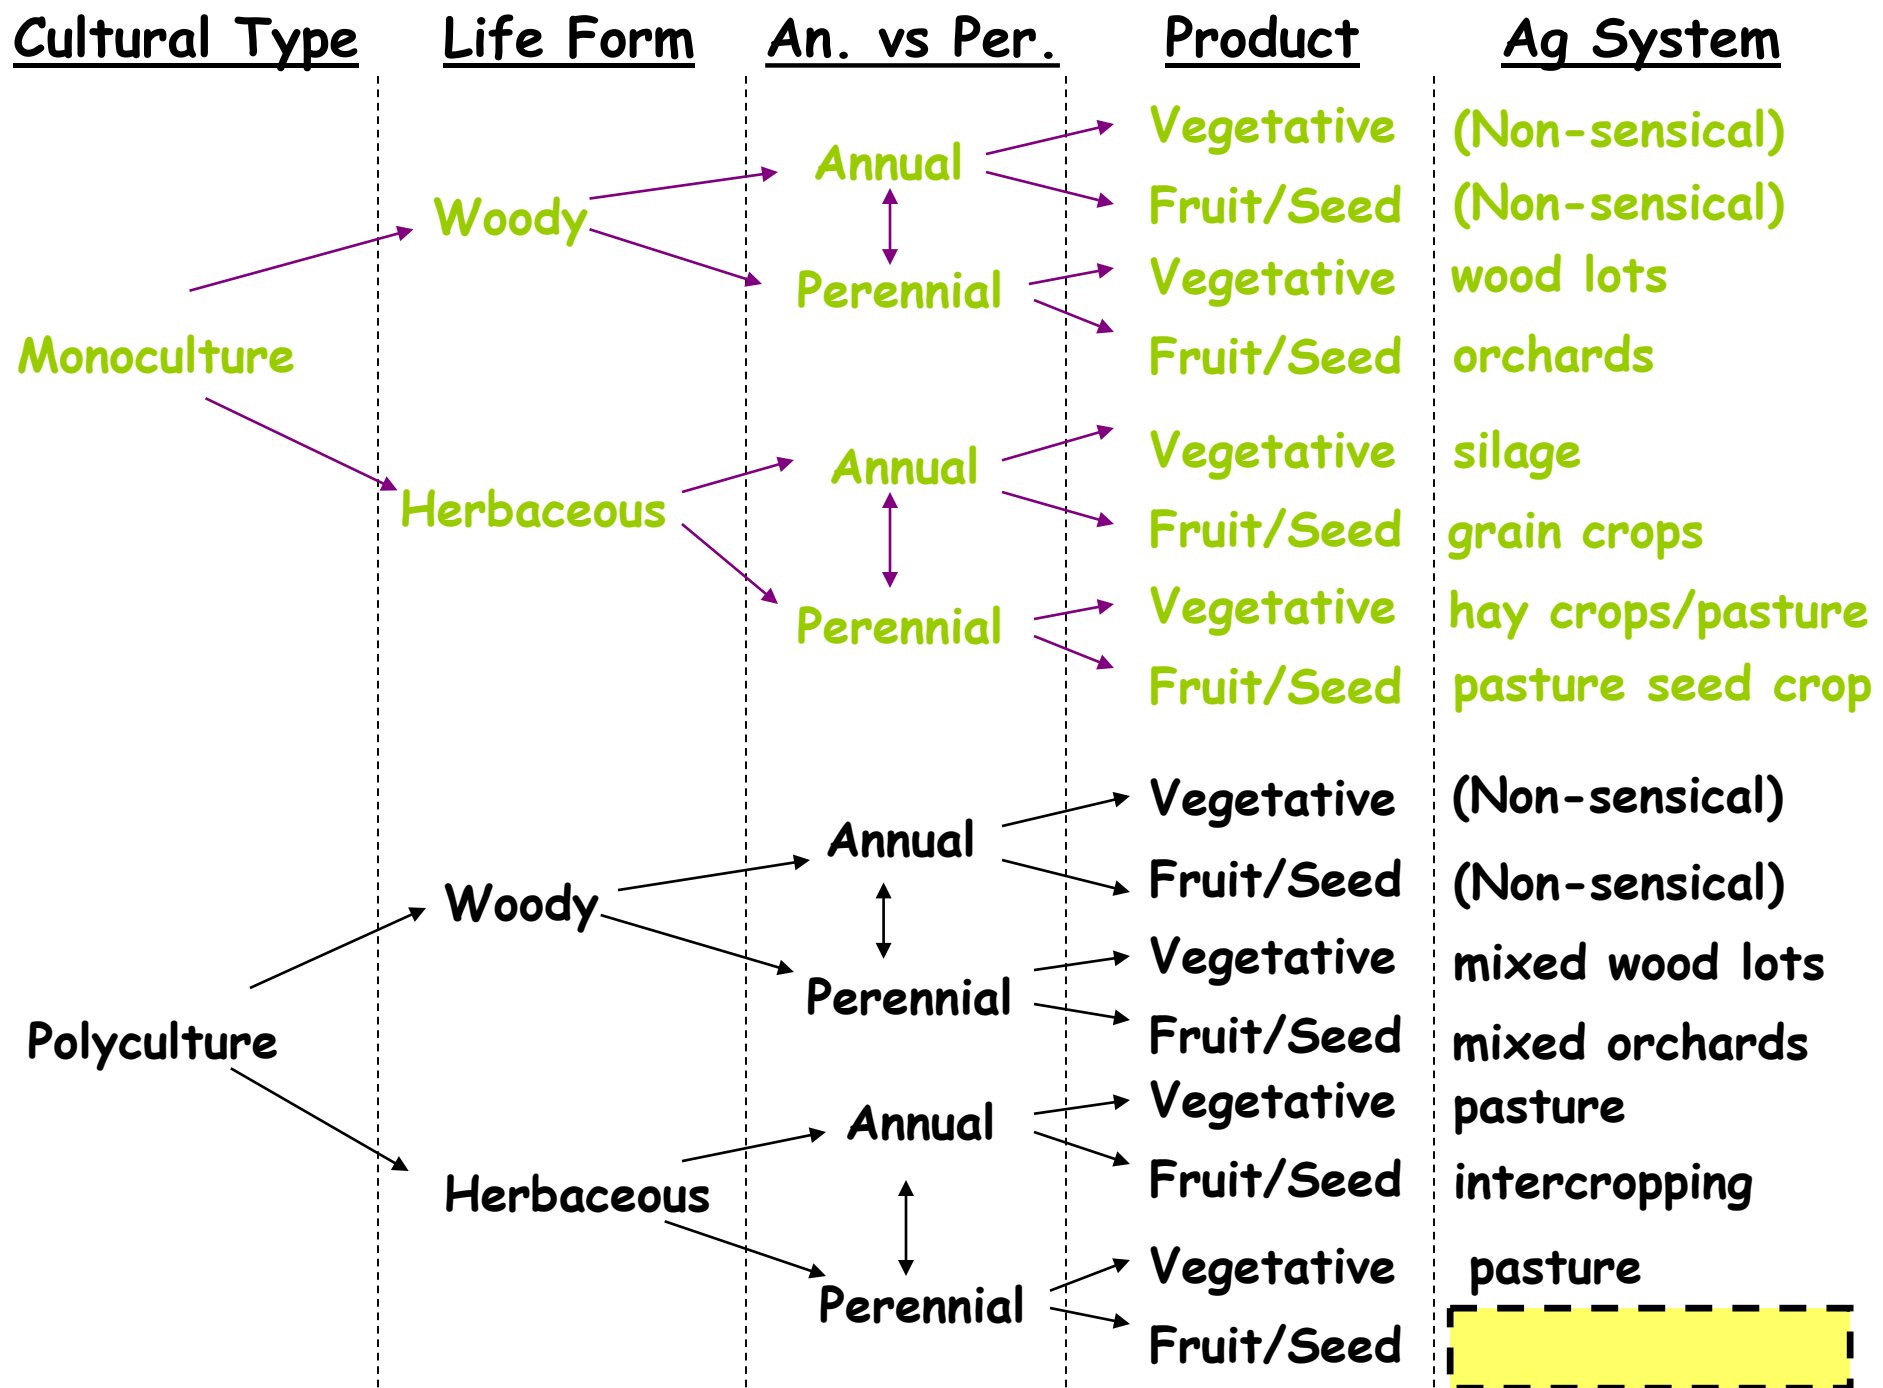 Cultural Type Life Form An. vs Per. Product Ag System
Vegetative (Non-sensical)
Annual
Fruit/Seed (Non-sensical)
Woody
Vegetative wood lots
Perennial
Monoculture Fruit/Seed orchards
Vegetative silage
Annual
Herbaceous Fruit/Seed grain crops
Vegetative hay crops/pasture
Perennial
Fruit/Seed pasture seed crop
Vegetative (Non-sensical)
Annual
Fruit/Seed (Non-sensical)
Woody
Vegetative mixed wood lots
Perennial
Polyculture Fruit/Seed mixed orchards
Vegetative pasture
Annual
Herbaceous Fruit/Seed intercropping
Vegetative pasture
Perennial
Fruit/Seed